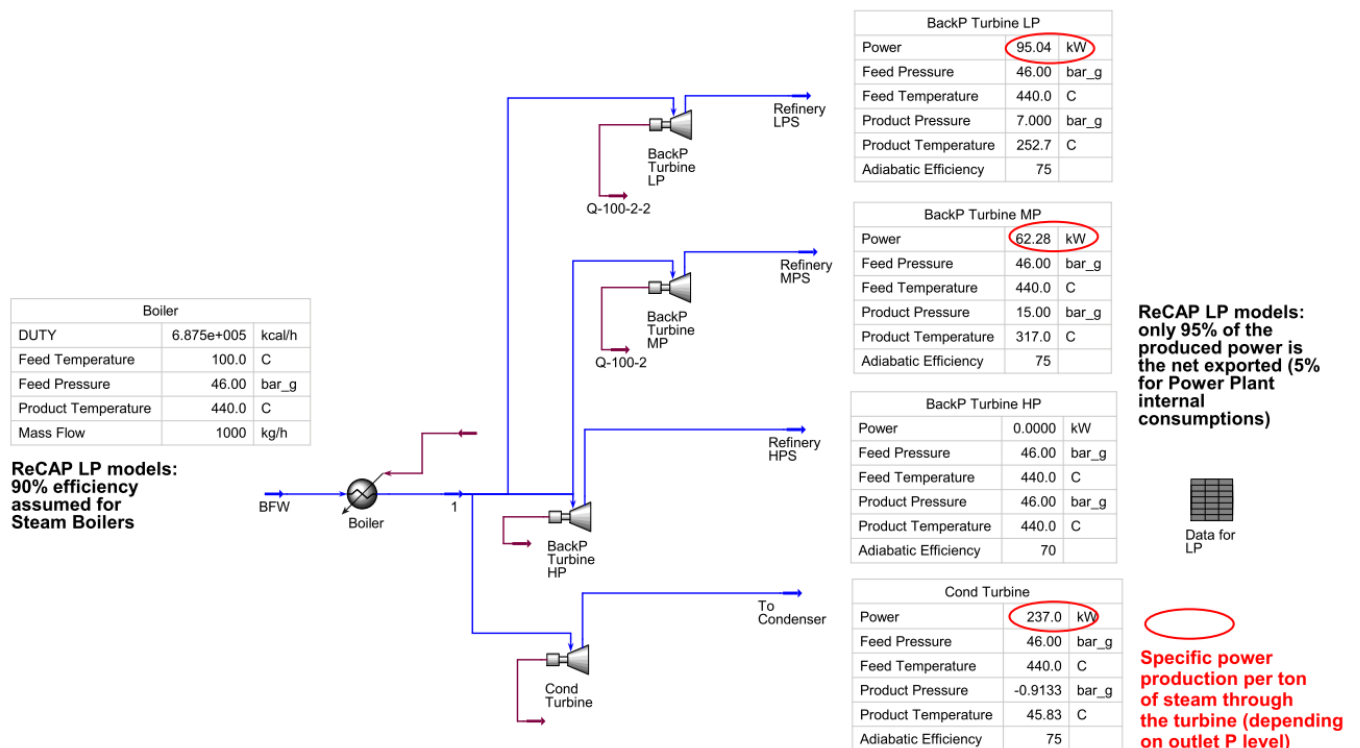 BackP Turbine LP
Power 95.04 kW
Feed Pressure 46.00 bar_g
Feed Temperature 440.0 C
Product Pressure 7.000 bar_g
Product Temperature 252.7 C
Adiabatic Efficiency 75
Refinery
LPS
BackP
Turbine
LP
Q-100-2-2
BackP Turbine MP
Power 62.28 kW
Feed Pressure 46.00 bar_g
Feed Temperature 440.0 C
Product Pressure 15.00 bar_g
Product Temperature 317.0 C
Adiabatic Efficiency 75
Refinery
MPS
BackP
Turbine
MP
Q-100-2
Boiler
DUTY 6.875e+005 kcal/h
Feed Temperature 100.0 C
Feed Pressure 46.00 bar_g
Product Temperature 440.0 C
Mass Flow 1000 kg/h
ReCAP LP models:
90% efficiency
assumed for
Steam Boilers
BFW
Boiler
1
ReCAP LP models:
only 95% of the
produced power is
the net exported (5%
for Power Plant
internal
consumptions)
BackP Turbine HP
Power 0.0000 kW
Feed Pressure 46.00 bar_g
Feed Temperature 440.0 C
Product Pressure 46.00 bar_g
Product Temperature 440.0 C
Adiabatic Efficiency 70
Refinery
HPS
BackP
Turbine
HP
Data for
LP
Cond Turbine
Power 237.0 kW
Feed Pressure 46.00 bar_g
Feed Temperature 440.0 C
Product Pressure -0.9133 bar_g
Product Temperature 45.83 C
Adiabatic Efficiency 75
To
Condenser
Cond
Turbine
Specific power
production per ton
of steam through
the turbine (depending
on outlet P level)